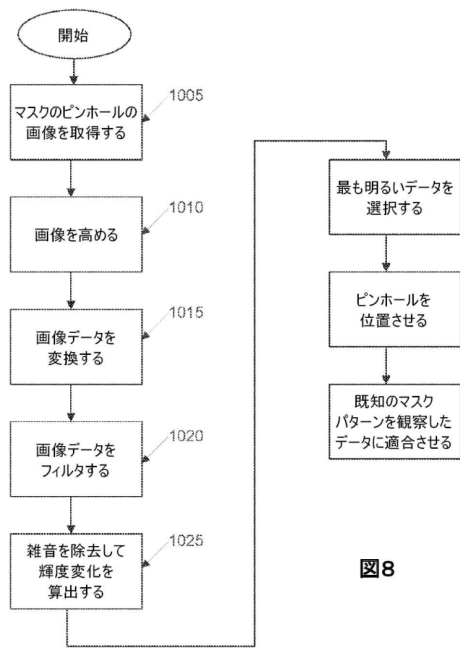 開始
マスクのピンホールの
画像を取得する
1005
画像を高める
1010
画像データを
変換する
1015
画像データを
フィルタする
1020
雑音を除去して
輝度変化を
算出する
1025
最も明るいデータを
選択する
ピンホールを
位置させる
既知のマスク
パターンを観察した
データに適合させる
図8